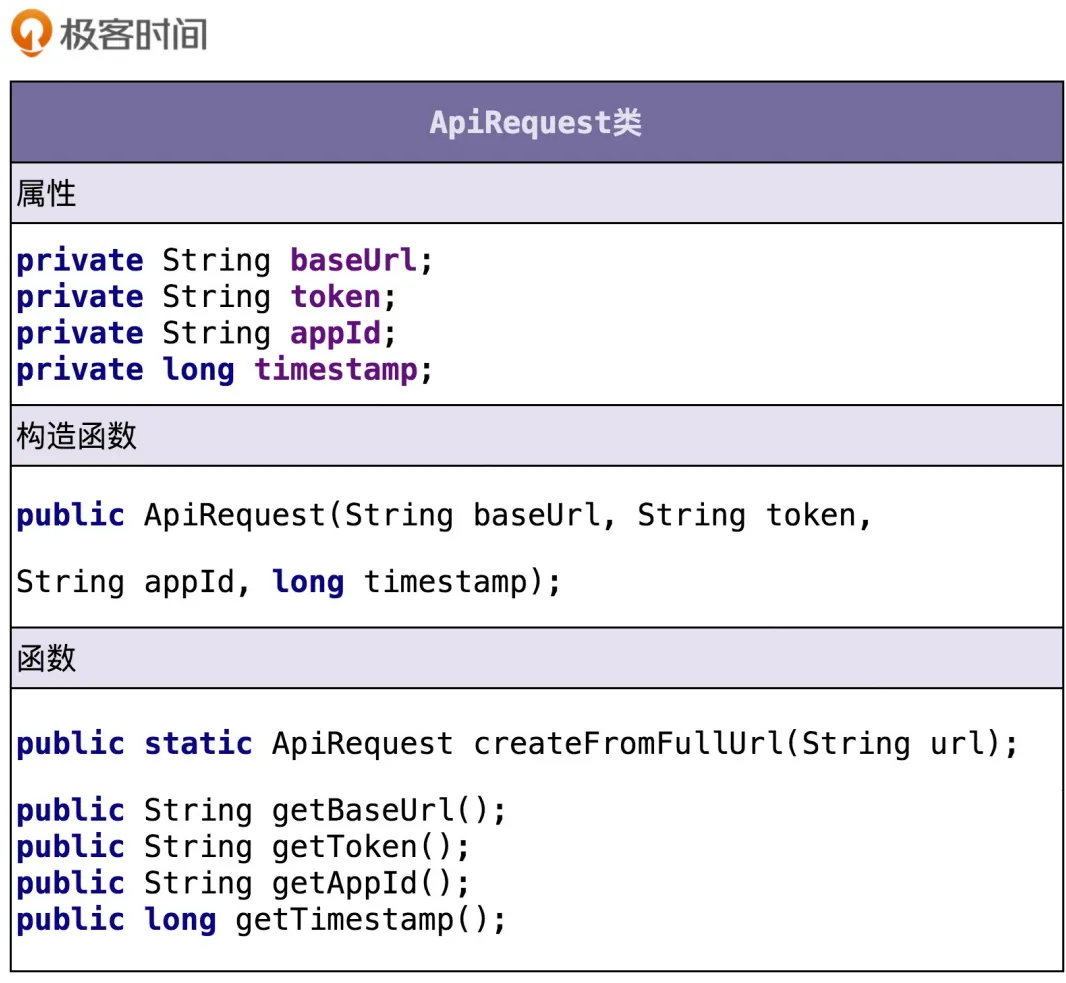 极客时间
ApiRequest类
属性
private String baseUrl;
private String token;
private String appId;
private long timestamp;
构造函数
public ApiRequest(String baseUrl, String token,
String appId, long timestamp);
函数
public static ApiRequest createFromFullUrl(String url);
public String getBaseUrl();
public String getToken();
public String getAppId();
public long getTimestamp();